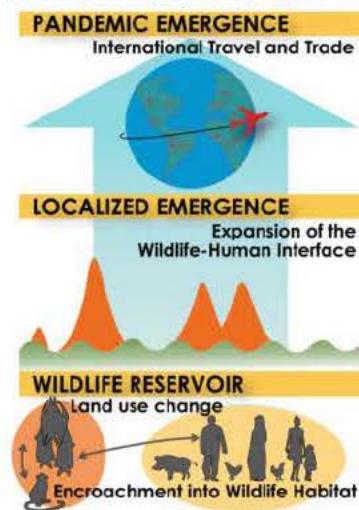 PANDEMIC EMERGENCE
International Travel and Trade
LOCALIZED EMERGENCE
Expansion of the
Wildlife-Human Interface
WILDLIFE RESERVOIR
Land use change
Encroachment into Wildlife Habitat